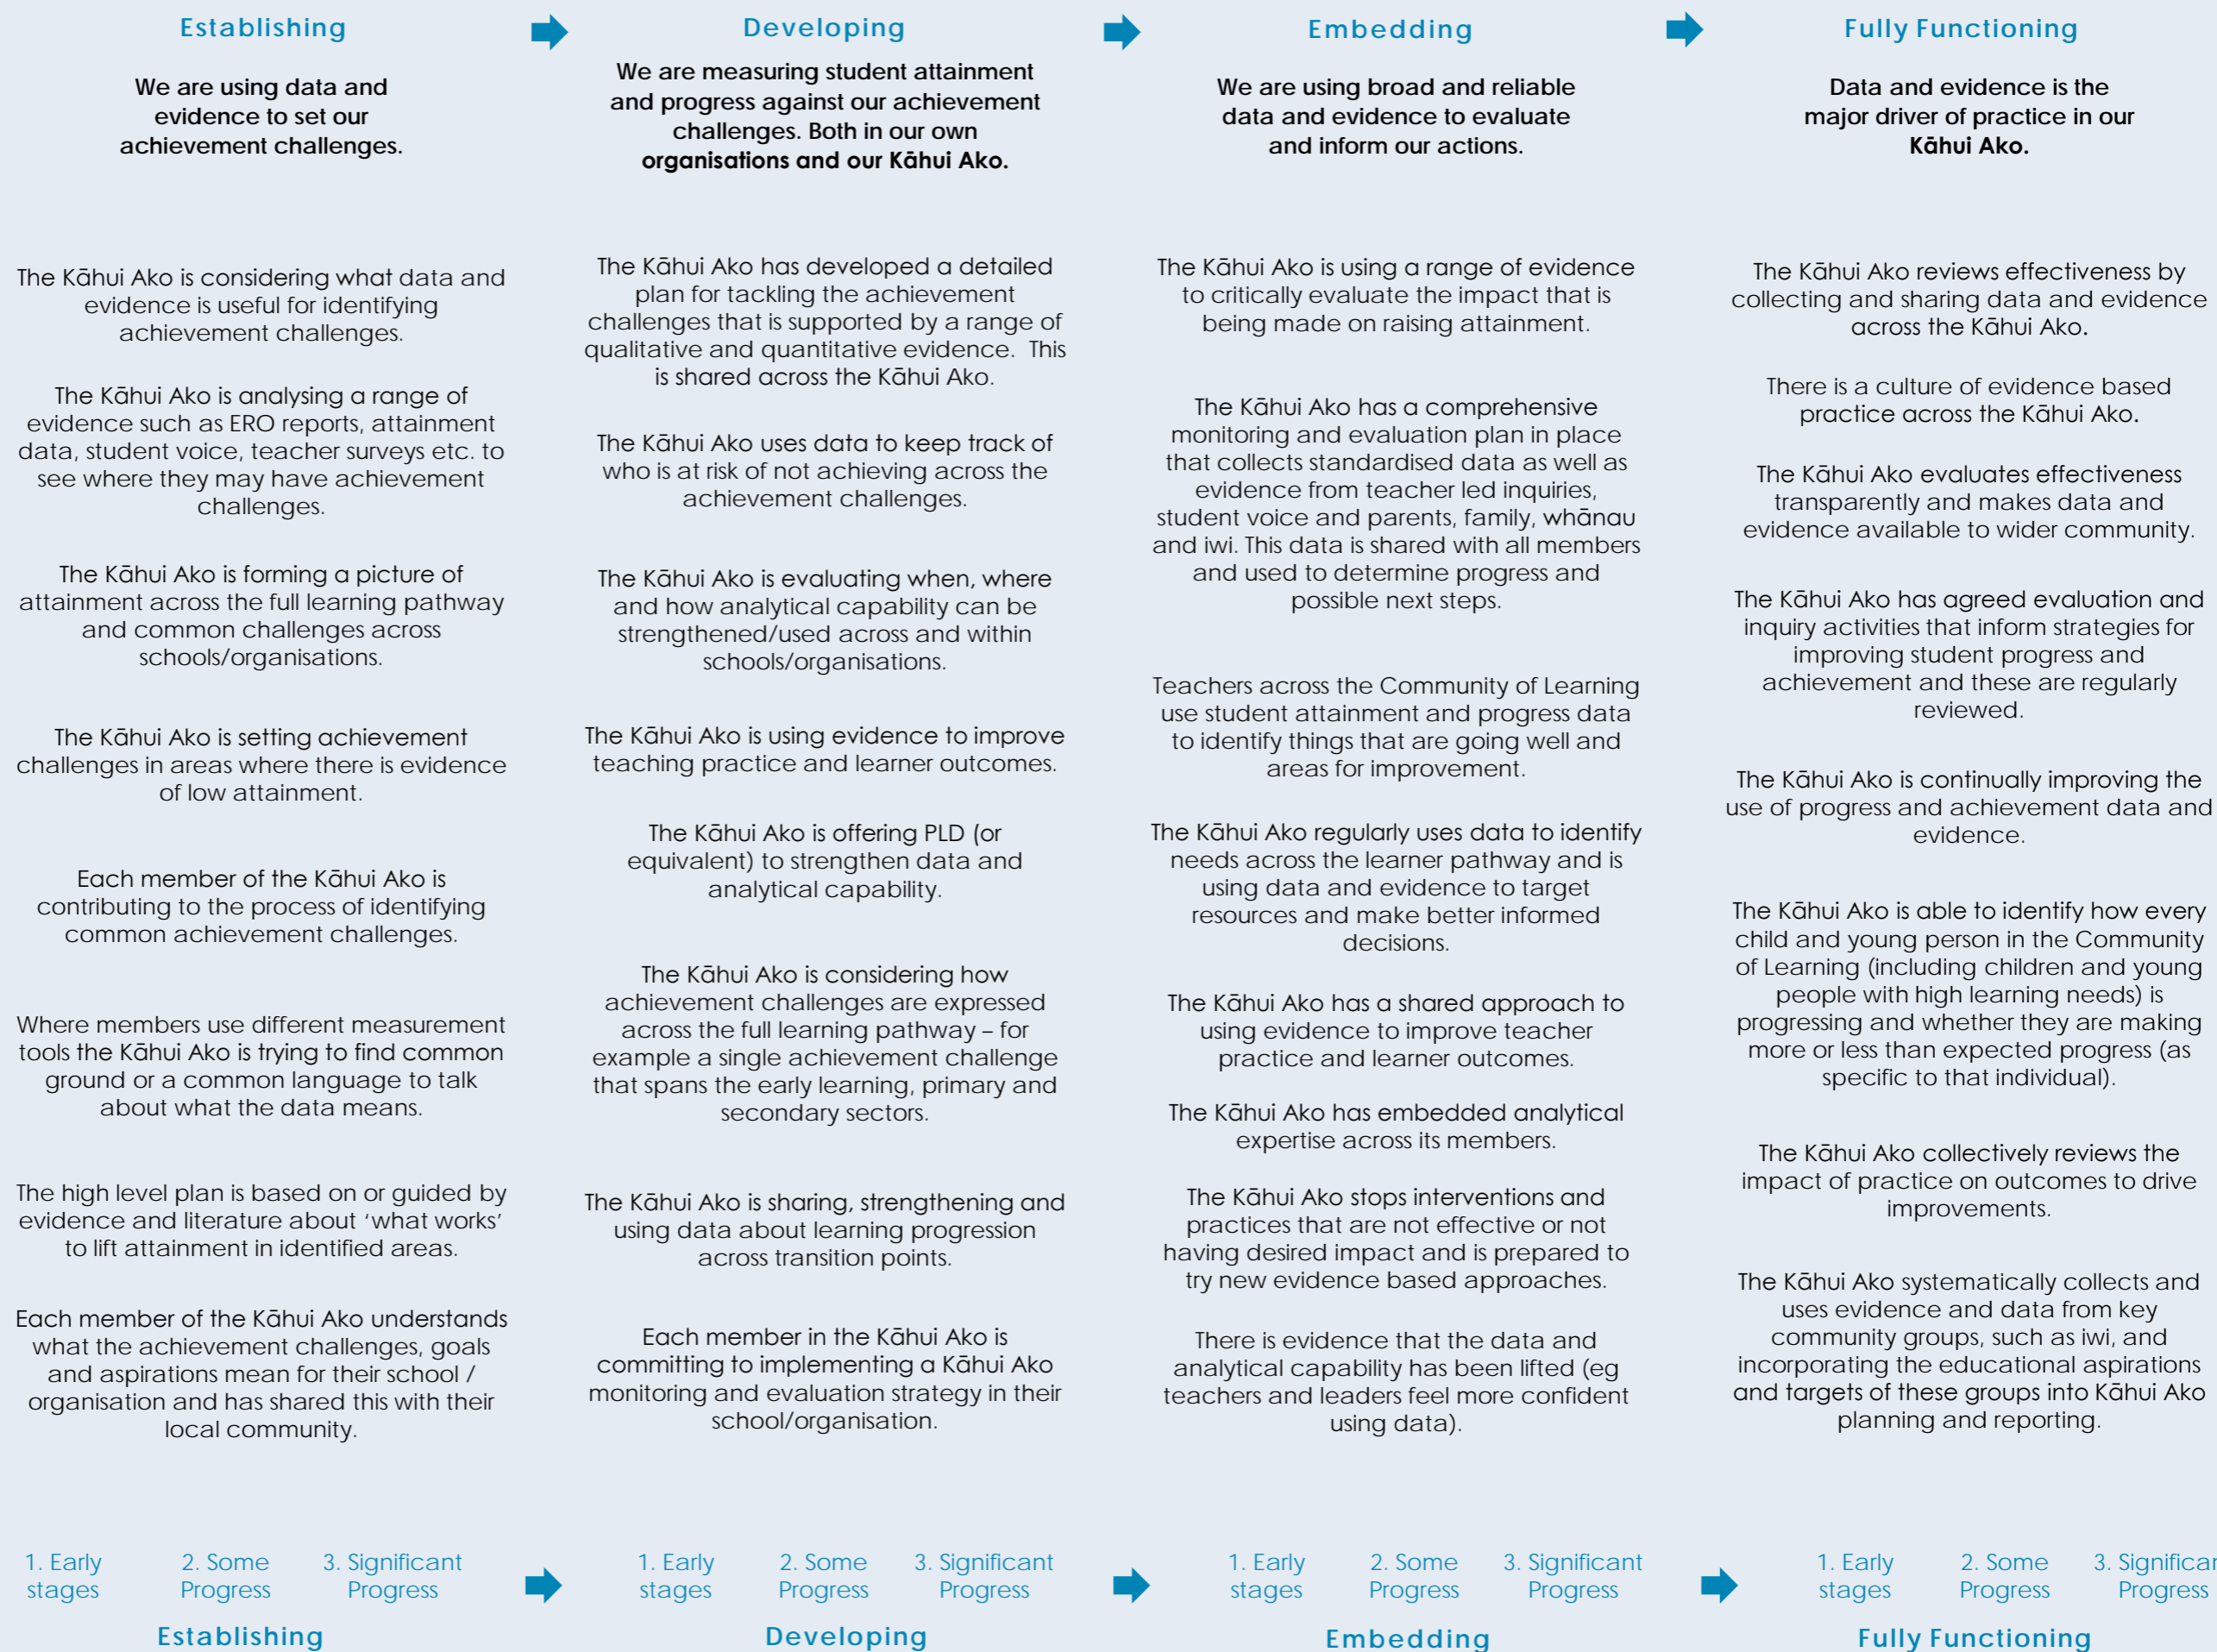 Establishing
We are using data and
evidence to set our
achievement challenges.
The Kāhui Ako is considering what data and
evidence is useful for identifying
achievement challenges.
The Kāhui Ako is analysing a range of
evidence such as ERO reports, attainment
data, student voice, teacher surveys etc. to
see where they may have achievement
challenges.
The Kāhui Ako is forming a picture of
attainment across the full learning pathway
and common challenges across
schools/organisations.
The Kāhui Ako is setting achievement
challenges in areas where there is evidence
of low attainment.
Each member of the Kāhui Ako is
contributing to the process of identifying
common achievement challenges.
Where members use different measurement
tools the Kāhui Ako is trying to find common
ground or a common language to talk
about what the data means.
The high level plan is based on or guided by
evidence and literature about ‘what works’
to lift attainment in identified areas.
Each member of the Kāhui Ako understands
what the achievement challenges, goals
and aspirations mean for their school /
organisation and has shared this with their
local community.
Developing
We are measuring student attainment
and progress against our achievement
challenges. Both in our own
organisations and our Kāhui Ako.
The Kāhui Ako has developed a detailed
plan for tackling the achievement
challenges that is supported by a range of
qualitative and quantitative evidence. This
is shared across the Kāhui Ako.
The Kāhui Ako uses data to keep track of
who is at risk of not achieving across the
achievement challenges.
The Kāhui Ako is evaluating when, where
and how analytical capability can be
strengthened/used across and within
schools/organisations.
The Kāhui Ako is using evidence to improve
teaching practice and learner outcomes.
The Kāhui Ako is offering PLD (or
equivalent) to strengthen data and
analytical capability.
The Kāhui Ako is considering how
achievement challenges are expressed
across the full learning pathway – for
example a single achievement challenge
that spans the early learning, primary and
secondary sectors.
The Kāhui Ako is sharing, strengthening and
using data about learning progression
across transition points.
Each member in the Kāhui Ako is
committing to implementing a Kāhui Ako
monitoring and evaluation strategy in their
school/organisation.
Embedding
We are using broad and reliable
data and evidence to evaluate
and inform our actions.
The Kāhui Ako is using a range of evidence
to critically evaluate the impact that is
being made on raising attainment.
The Kāhui Ako has a comprehensive
monitoring and evaluation plan in place
that collects standardised data as well as
evidence from teacher led inquiries,
student voice and parents, family, whānau
and iwi. This data is shared with all members
and used to determine progress and
possible next steps.
Teachers across the Community of Learning
use student attainment and progress data
to identify things that are going well and
areas for improvement.
The Kāhui Ako regularly uses data to identify
needs across the learner pathway and is
using data and evidence to target
resources and make better informed
decisions.
The Kāhui Ako has a shared approach to
using evidence to improve teacher
practice and learner outcomes.
The Kāhui Ako has embedded analytical
expertise across its members.
The Kāhui Ako stops interventions and
practices that are not effective or not
having desired impact and is prepared to
try new evidence based approaches.
There is evidence that the data and
analytical capability has been lifted (eg
teachers and leaders feel more confident
using data).
Fully Functioning
Data and evidence is the
major driver of practice in our
Kāhui Ako.
The Kāhui Ako reviews effectiveness by
collecting and sharing data and evidence
across the Kāhui Ako.
There is a culture of evidence based
practice across the Kāhui Ako.
The Kāhui Ako evaluates effectiveness
transparently and makes data and
evidence available to wider community.
The Kāhui Ako has agreed evaluation and
inquiry activities that inform strategies for
improving student progress and
achievement and these are regularly
reviewed.
The Kāhui Ako is continually improving the
use of progress and achievement data and
evidence.
The Kāhui Ako is able to identify how every
child and young person in the Community
of Learning (including children and young
people with high learning needs) is
progressing and whether they are making
more or less than expected progress (as
specific to that individual).
The Kāhui Ako collectively reviews the
impact of practice on outcomes to drive
improvements.
The Kāhui Ako systematically collects and
uses evidence and data from key
community groups, such as iwi, and
incorporating the educational aspirations
and targets of these groups into Kāhui Ako
planning and reporting.
1. Early
stages
2. Some
Progress
3. Significant
Progress
Establishing
1. Early
stages
2. Some
Progress
3. Significant
Progress
Developing
1. Early
stages
2. Some
Progress
3. Significant
Progress
Embedding
1. Early
stages
2. Some
Progress
3.
Progress
Fully Functioning